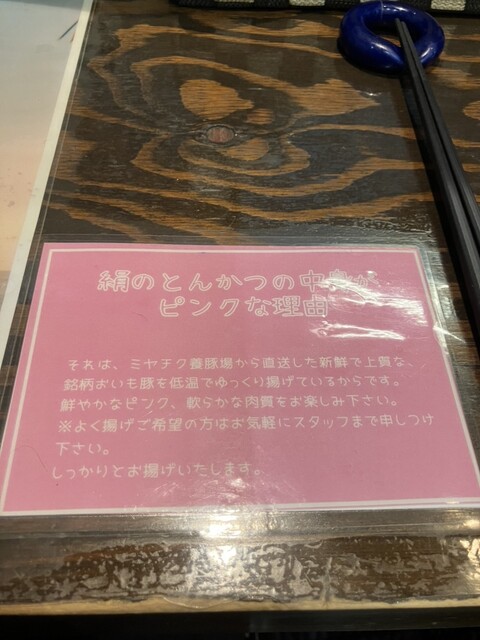 絹のとんかつの中身が
ピンクな理由
それは、ミヤチク養豚場から直送した新鮮で上質な、
銘柄おいも豚を低温でゆっくり揚げているからです。
鮮やかなピンク、軟らかな肉質をお楽しみ下さい。
※よく揚げご希望の方はお気軽にスタッフまで申しつけ
下さい。
しっかりとお揚げいたします。